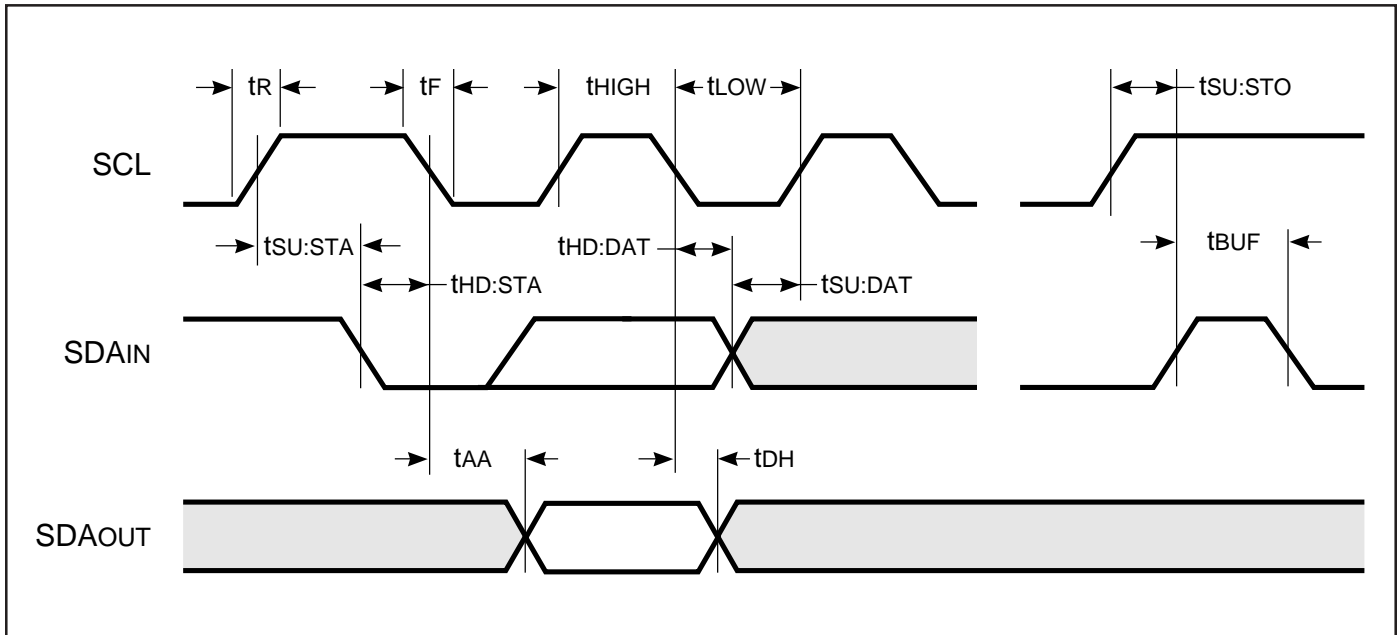 tR tF tHIGH tLOW tSU:STO
SCL
tSU:STA tHD:DAT tBUF
tHD:STA tSU:DAT
SDAIN
tAA tDH
SDAOUT